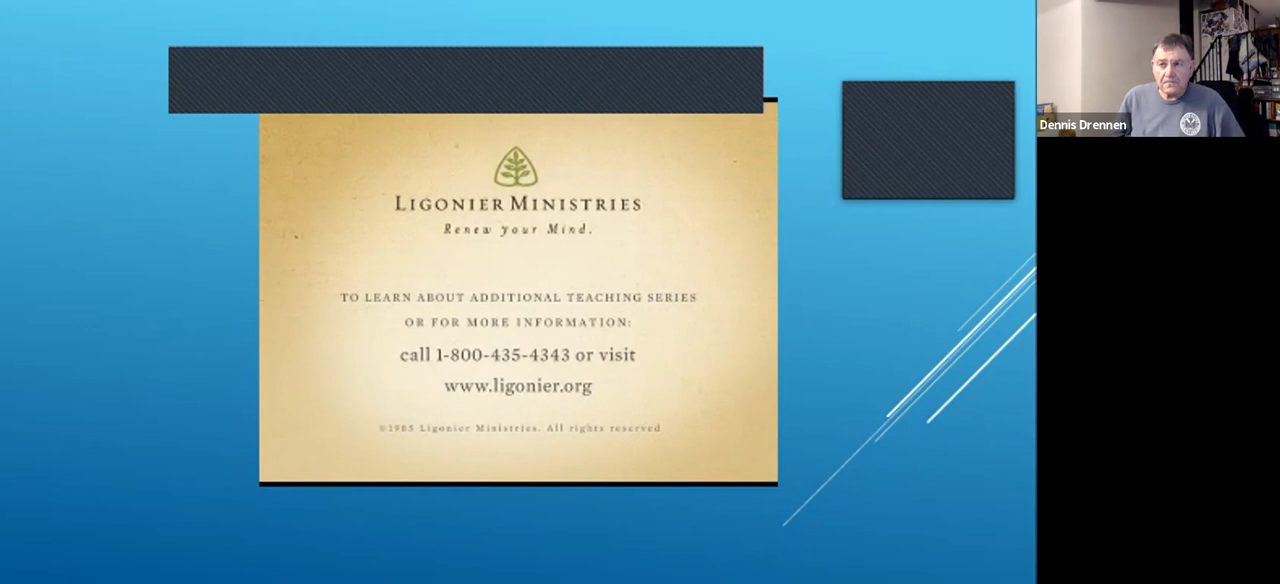 LIGONIER MINISTRIES
Renew your Mind.
TO LEARN ABOUT ADDITIONAL TEACHING SERIES
OR FOR MORE INFORMATION:
call 1-800-435-4343 or visit
www.ligonier.org
©1985 Ligonier Ministries. All rights reserved
Dennis Drennen